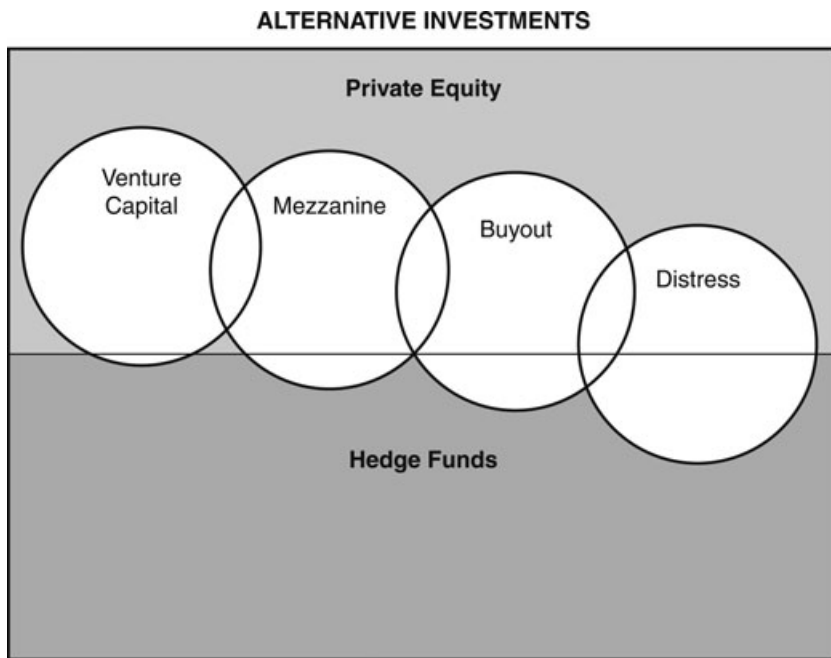 ALTERNATIVE INVESTMENTS
Private Equity
Venture
Capital
Mezzanine
Buyout
Distress
Hedge Funds